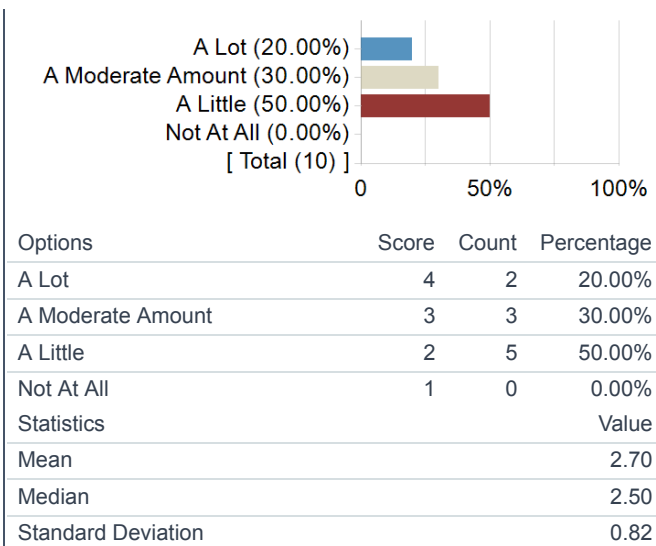 A Lot (20.00%)
A Moderate Amount (30.00%)
A Little (50.00%)
Not At All (0.00%)
[ Total (10) ]
0 50% 100%
Options Score Count Percentage
A Lot 4 2 20.00%
A Moderate Amount 3 3 30.00%
A Little 2 5 50.00%
Not At All 1 0 0.00%
Statistics Value
Mean 2.70
Median 2.50
Standard Deviation 0.82